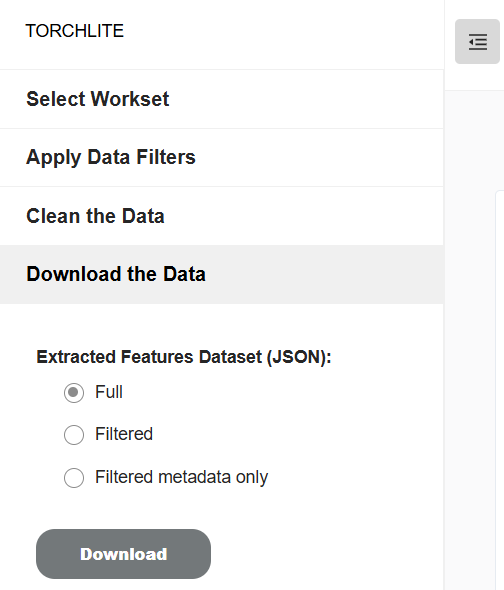 TORCHLITE
Select Workset
Apply Data Filters
Clean the Data
Download the Data
Extracted Features Dataset (JSON):
Full
Filtered
Filtered metadata only
Download